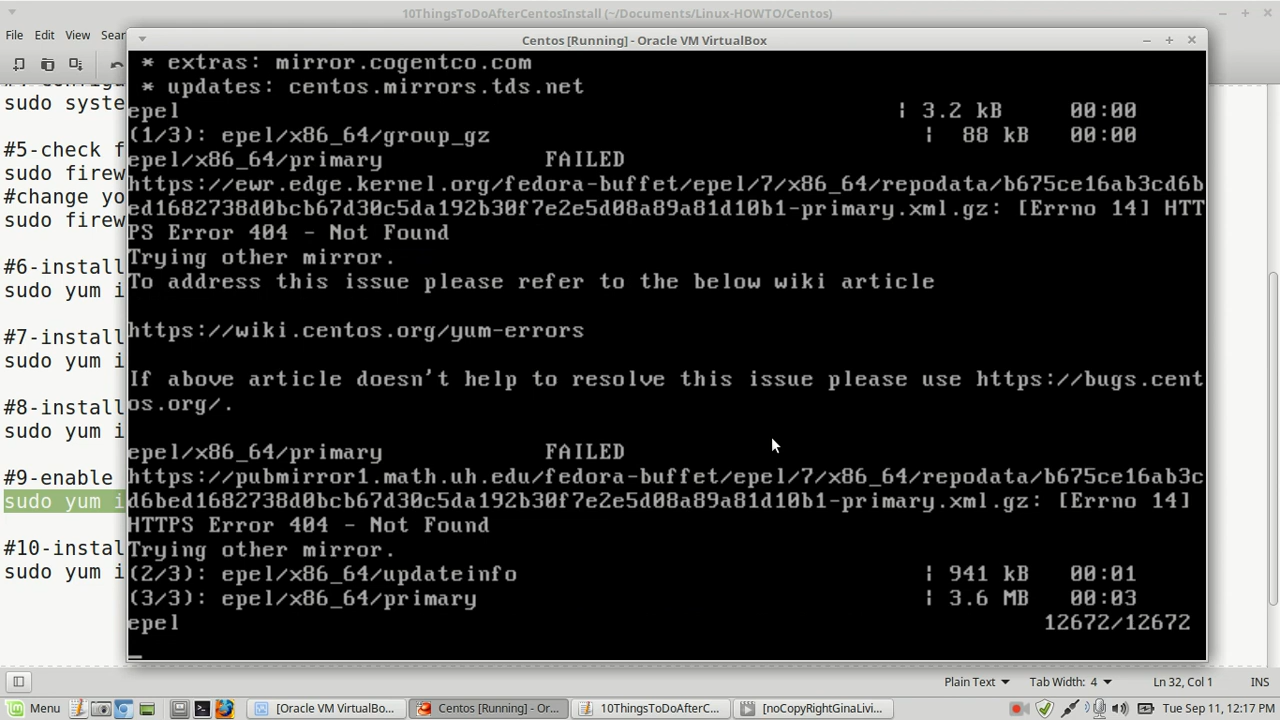 10ThingsToDoAfterCentosInstall (~/Documents/Linux-HOWTO/Centos)
File Edit View Sear
Centos [Running] - Oracle VM VirtualBox
sudo syste
#5-check f
sudo firew
#change yo
sudo firew
#6-install
sudo yum i
#7-install
sudo yum i
#8-install
sudo yum i
#9-enable
sudo yum i
#10-instal
sudo yum i
* extras: mirror.cogentco.com
* updates: centos.mirrors.tds.net
epel | 3.2 kB 00:00
(1/3): epel/x86_64/group_gz | 88 kB 00:00
epel/x86_64/primary FAILED
https://ewr.edge.kernel.org/fedora-buffet/epel/7/x86_64/repodata/b675ce16ab3cd6b
ed1682738d0bcb67d30c5da192b30f7e2e5d08a89a81d10b1-primary.xml.gz: [Errno 14] HTT
PS Error 404 - Not Found
Trying other mirror.
To address this issue please refer to the below wiki article
https://wiki.centos.org/yum-errors
If above article doesn't help to resolve this issue please use https://bugs.cent
os.org/.
epel/x86_64/primary FAILED
https://pubmirror1.math.uh.edu/fedora-buffet/epel/7/x86_64/repodata/b675ce16ab3c
d6bed1682738d0bcb67d30c5da192b30f7e2e5d08a89a81d10b1-primary.xml.gz: [Errno 14]
HTTPS Error 404 - Not Found
Trying other mirror.
(2/3): epel/x86_64/updateinfo | 941 kB 00:01
(3/3): epel/x86_64/primary | 3.6 MB 00:03
epel 12672/12672
Plain Text Tab Width: 4 Ln 32, Col 1 INS
Menu [Oracle VM VirtualBo... Centos [Running] - Or... 10ThingsToDoAfterC... [noCopyRightGinaLivi... Tue Sep 11, 12:17 PM